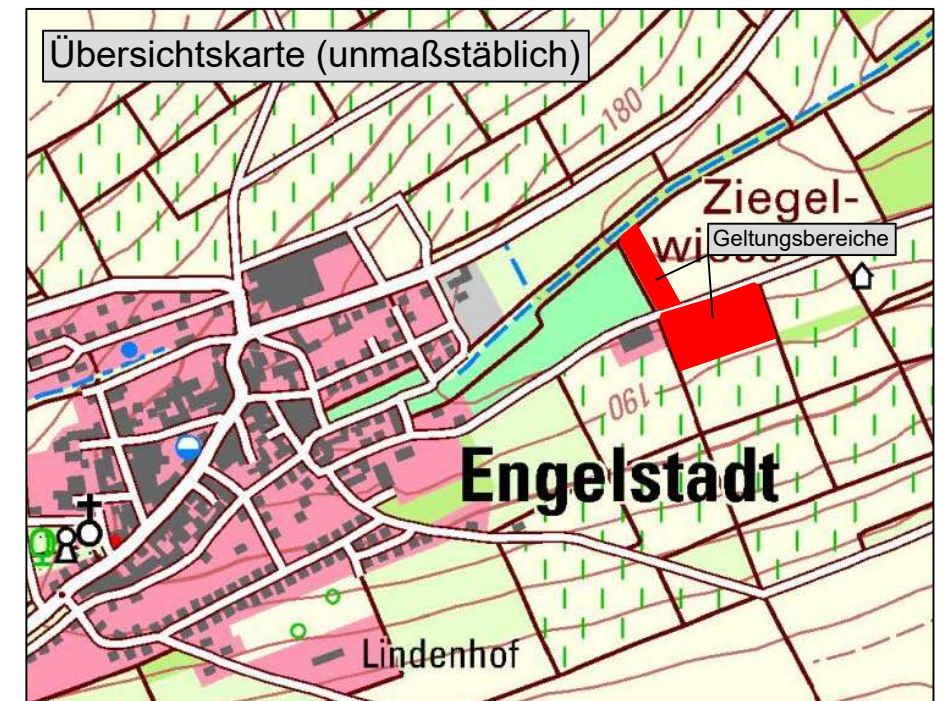 Übersichtskarte (unmaßstäblich)
180
Ziegel-
Geltungsbereiche
190
Engelstadt
Lindenhof